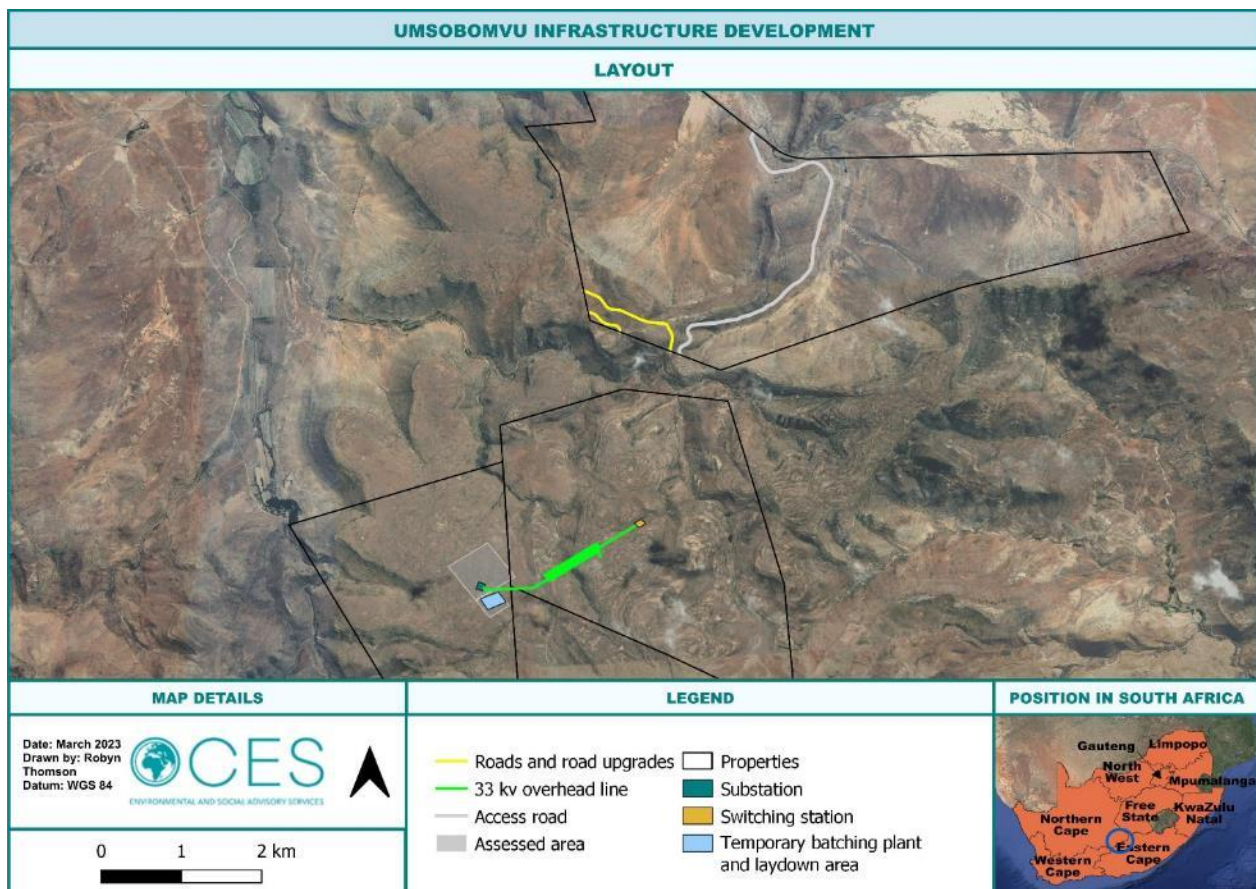 UMSOBOMVU INFRASTRUCTURE DEVELOPMENT
LAYOUT
MAP DETAILS
Date: March 2023
Drawn by: Robyn
Thomson
Datum: WGS 84
CES
ENVIRONMENTAL AND SOCIAL ADVISORY SERVICES
0 1 2 km
LEGEND
Roads and road upgrades
33 kv overhead line
Access road
Assessed area
Properties
Substation
Switching station
Temporary batching plant
and laydown area
POSITION IN SOUTH AFRICA
Limpopo
Gauteng
North
West
Mpumalanga
Free
State
KwaZulu
Natal
Northern
Cape
Eastern
Cape
Western
Cape